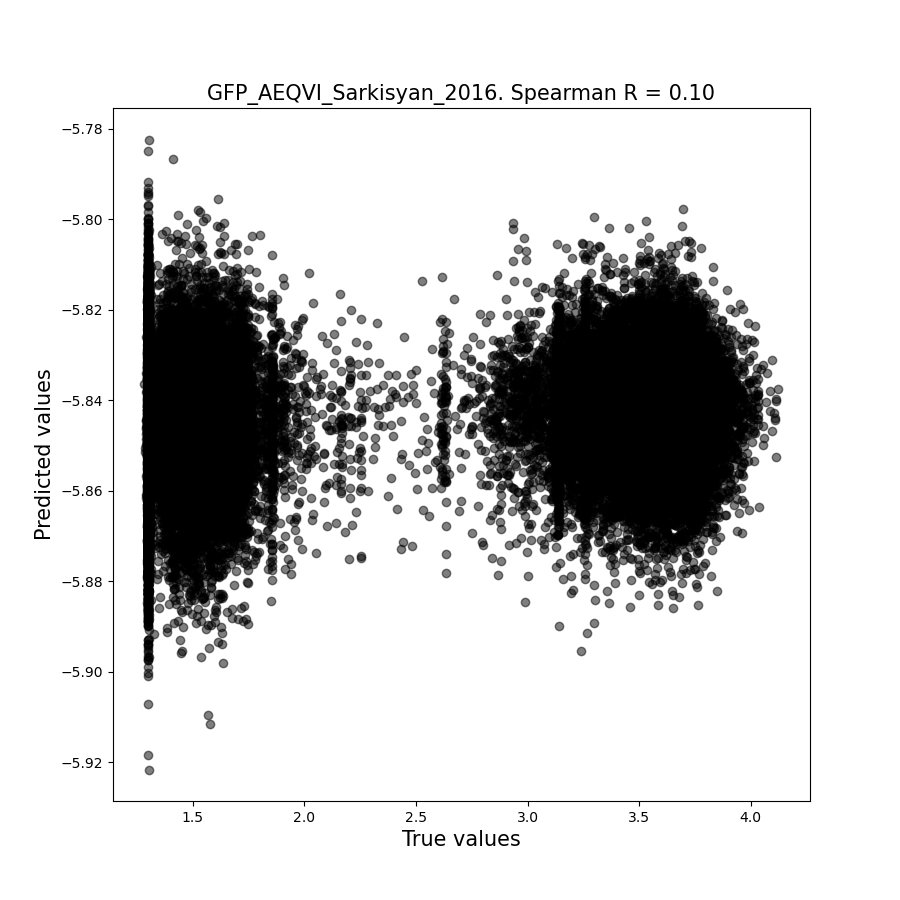 GFP_AEQVI_Sarkisyan_2016. Spearman R = 0.10
Predicted values
−5.78
−5.80
−5.82
−5.84
−5.86
−5.88
−5.90
−5.92
1.5 2.0 2.5 3.0 3.5 4.0
True values